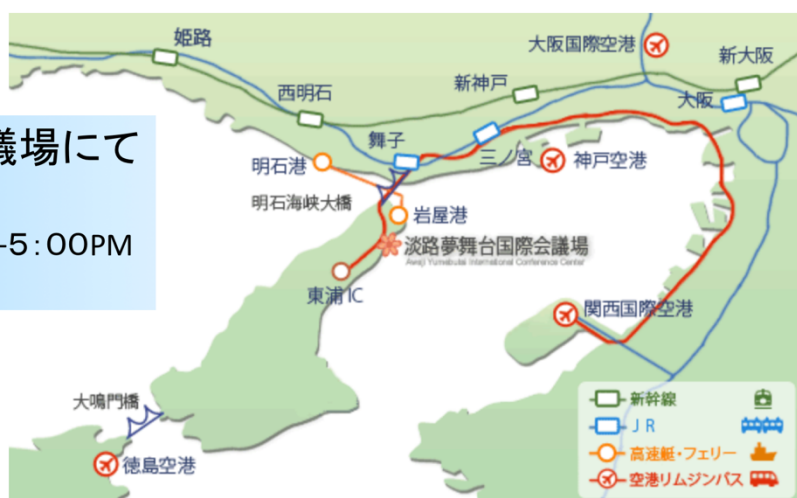 姫路
大阪国際空港
新大阪
西明石
新神戸
大阪
議場にて
舞子
明石港
三ノ宮
神戸空港
明石海峡大橋
岩屋港
-5:00PM
淡路夢舞台国際会議場
Awaji Yumebutai International Conference Center
東浦IC
関西国際空港
大鳴門橋
徳島空港
新幹線
JR
高速艇・フェリー
空港リムジンバス